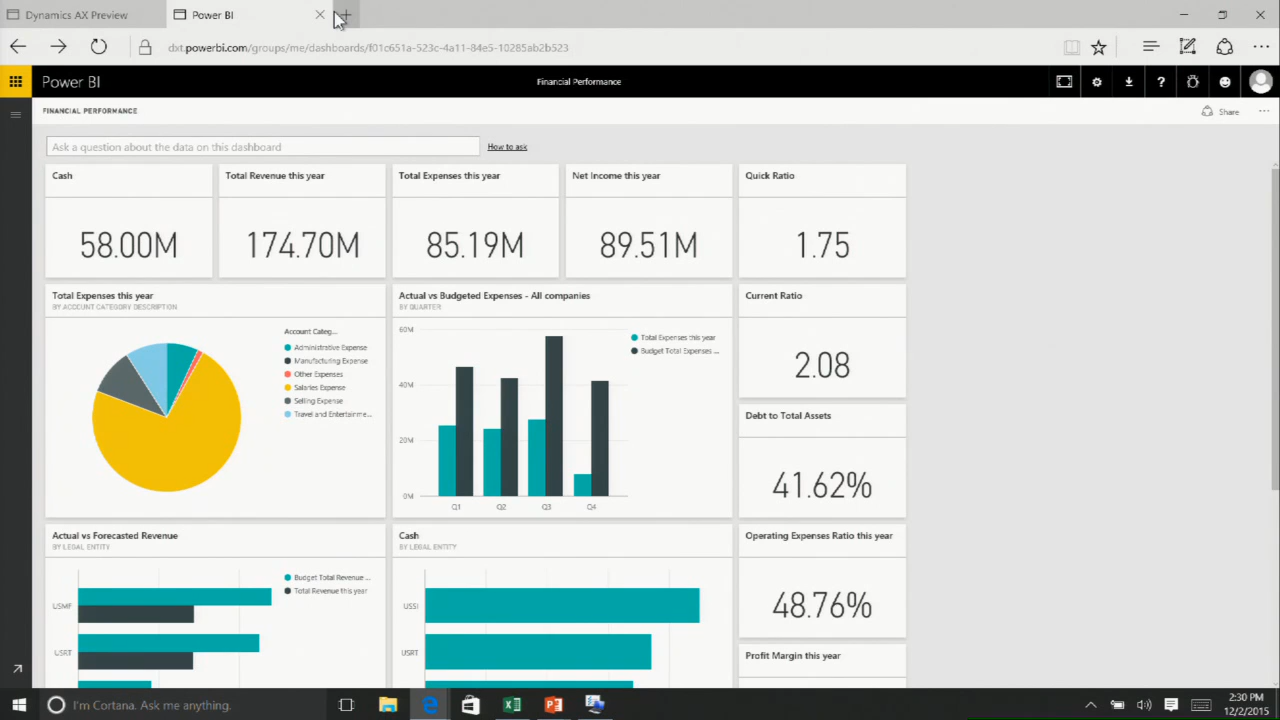 Dynamics AX Preview
Power BI
dxt.powerbi.com/groups/me/dashboards/f01c651a-523c-4a11-84e5-10285ab2b523
Power BI
Financial Performance
FINANCIAL PERFORMANCE
Share
Ask a question about the data on this dashboard
How to ask
Cash
58.00M
Total Revenue this year
174.70M
Total Expenses this year
85.19M
Net Income this year
89.51M
Quick Ratio
1.75
Total Expenses this year
BY ACCOUNT CATEGORY DESCRIPTION
Account Categ...
Administrative Expense
Manufacturing Expense
Other Expenses
Salaries Expense
Selling Expense
Travel and Entertainme...
Actual vs Budgeted Expenses - All companies
BY QUARTER
60M
40M
20M
0M
Q1
Q2
Q3
Q4
Total Expenses this year
Budget Total Expenses ...
Current Ratio
2.08
Debt to Total Assets
41.62%
Actual vs Forecasted Revenue
BY LEGAL ENTITY
Budget Total Revenue ...
Total Revenue this year
USMF
USRT
Cash
BY LEGAL ENTITY
USSI
USRT
Operating Expenses Ratio this year
48.76%
Profit Margin this year
I'm Cortana. Ask me anything.
2:30 PM
12/2/2015